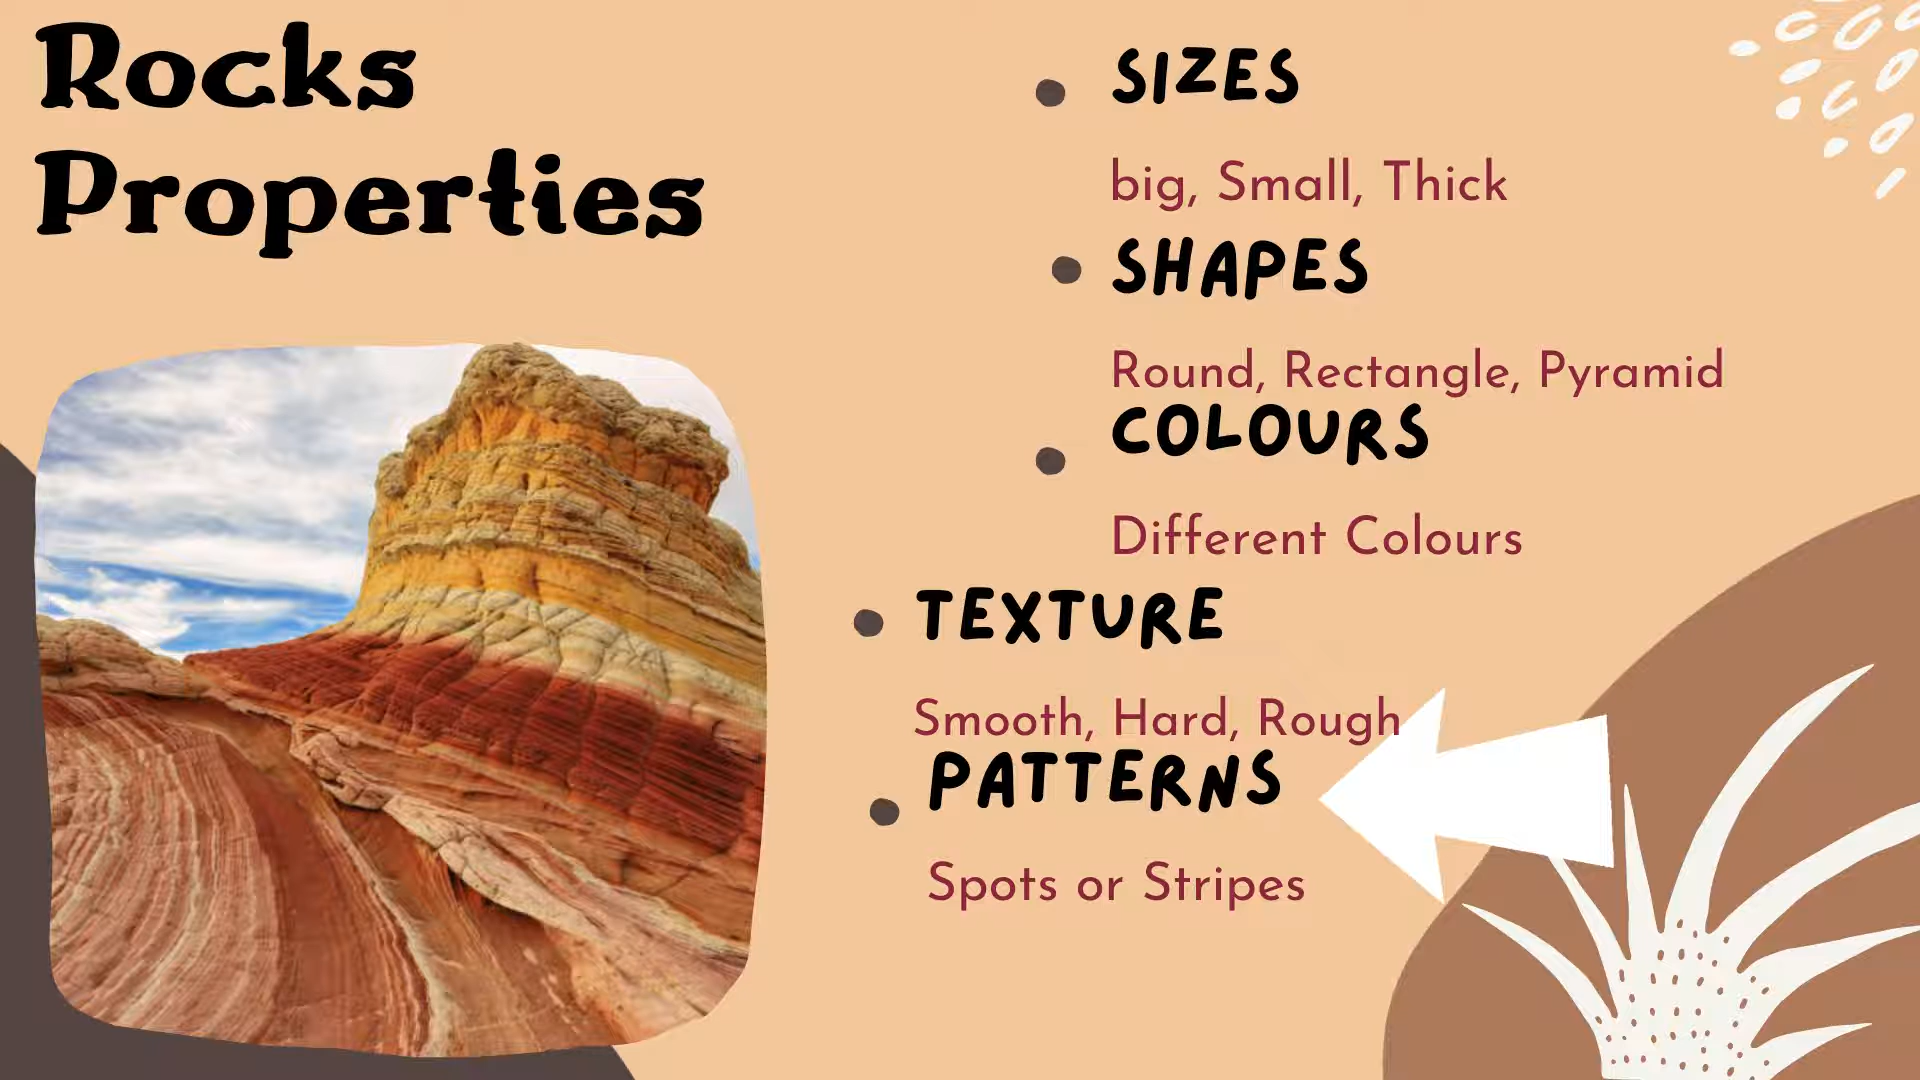 Rocks
Properties
SIZES
big, Small, Thick
SHAPES
Round, Rectangle, Pyramid
COLOURS
Different Colours
TEXTURE
Smooth, Hard, Rough
PATTERNS
Spots or Stripes